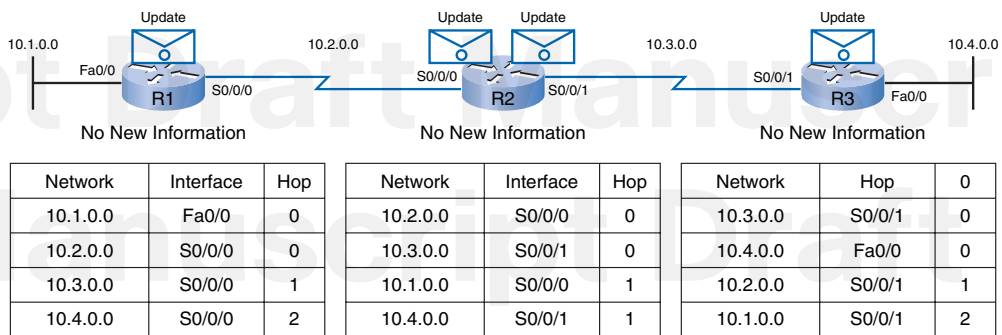 Update
Update
Update
Update
10.1.0.0
10.2.0.0
10.3.0.0
10.4.0.0
Fa0/0
R1
S0/0/0
S0/0/0
R2
S0/0/1
S0/0/1
R3
Fa0/0
No New Information
No New Information
No New Information
Network Interface Hop
10.1.0.0 Fa0/0 0
10.2.0.0 S0/0/0 0
10.3.0.0 S0/0/0 1
10.4.0.0 S0/0/0 2
Network Interface Hop
10.2.0.0 S0/0/0 0
10.3.0.0 S0/0/1 0
10.1.0.0 S0/0/0 1
10.4.0.0 S0/0/1 1
Network Hop 0
10.3.0.0 S0/0/1 0
10.4.0.0 Fa0/0 0
10.2.0.0 S0/0/1 1
10.1.0.0 S0/0/1 2
pt Draft Manuscr
anuscript Draft